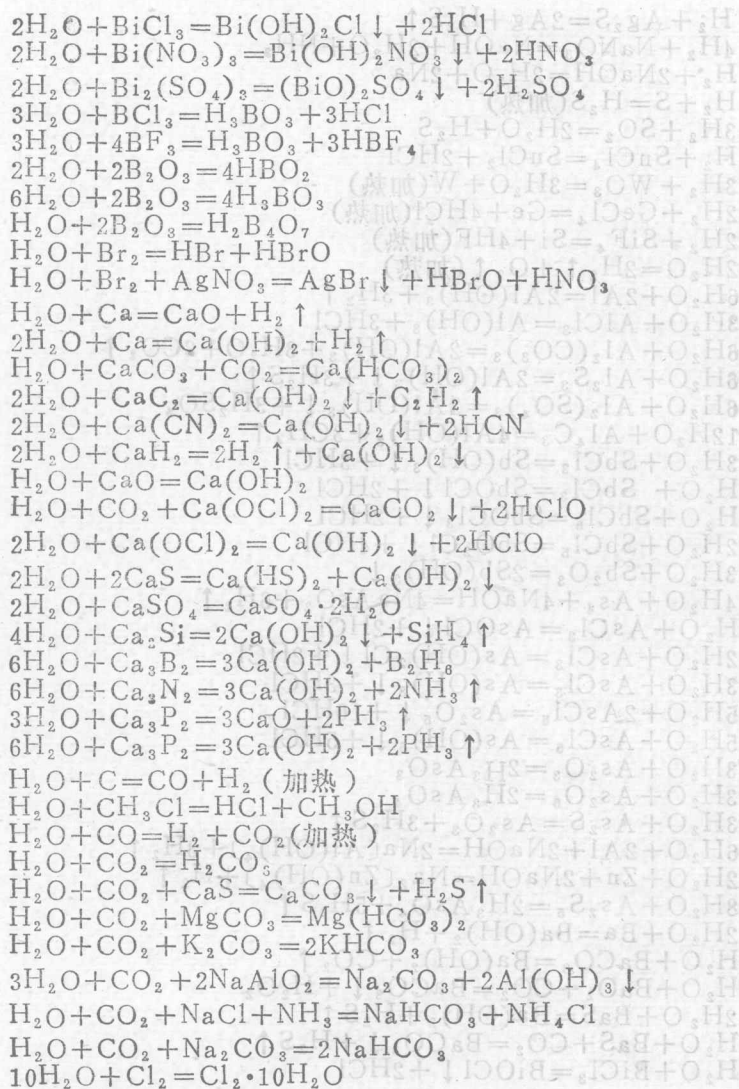 2H₂O+BiCl₃=Bi(OH)₂Cl↓+2HCl
2H₂O+Bi(NO₃)₃=Bi(OH)₂NO₃↓+2HNO₃
2H₂O+Bi₂(SO₄)₃=(BiO)₂SO₄↓+2H₂SO₄
3H₂O+BCl₃=H₃BO₃+3HCl
3H₂O+4BF₃=H₃BO₃+3HBF₄
2H₂O+2B₂O₃=4HBO₂
6H₂O+2B₂O₃=4H₃BO₃
H₂O+2B₂O₃=H₂B₄O₇
H₂O+Br₂=HBr+HBrO
H₂O+Br₂+AgNO₃=AgBr↓+HBrO+HNO₃
H₂O+Ca=CaO+H₂↑
2H₂O+Ca=Ca(OH)₂+H₂↑
H₂O+CaCO₃+CO₂=Ca(HCO₃)₂
2H₂O+CaC₂=Ca(OH)₂↓+C₂H₂↑
2H₂O+Ca(CN)₂=Ca(OH)₂↓+2HCN
2H₂O+CaH₂=2H₂↑+Ca(OH)₂↓
H₂O+CaO=Ca(OH)₂
H₂O+CO₂+Ca(OCl)₂=CaCO₂↓+2HClO
2H₂O+Ca(OCl)₂=Ca(OH)₂↓+2HClO
2H₂O+2CaS=Ca(HS)₂+Ca(OH)₂↓
2H₂O+CaSO₄=CaSO₄·2H₂O
4H₂O+Ca₂Si=2Ca(OH)₂↓+SiH₄↑
6H₂O+Ca₃B₂=3Ca(OH)₂+B₂H₆
6H₂O+Ca₃N₂=3Ca(OH)₂+2NH₃↑
3H₂O+Ca₃P₂=3CaO+2PH₃↑
6H₂O+Ca₃P₂=3Ca(OH)₂+2PH₃↑
H₂O+C=CO+H₂(加热)
H₂O+CH₃Cl=HCl+CH₃OH
H₂O+CO=H₂+CO₂(加热)
H₂O+CO₂=H₂CO₃
H₂O+CO₂+CaS=CaCO₃↓+H₂S↑
H₂O+CO₂+MgCO₃=Mg(HCO₃)₂
H₂O+CO₂+K₂CO₃=2KHCO₃
3H₂O+CO₂+2NaAlO₂=Na₂CO₃+2Al(OH)₃↓
H₂O+CO₂+NaCl+NH₃=NaHCO₃+NH₄Cl
H₂O+CO₂+Na₂CO₃=2NaHCO₃
10H₂O+Cl₂=Cl₂·10H₂O